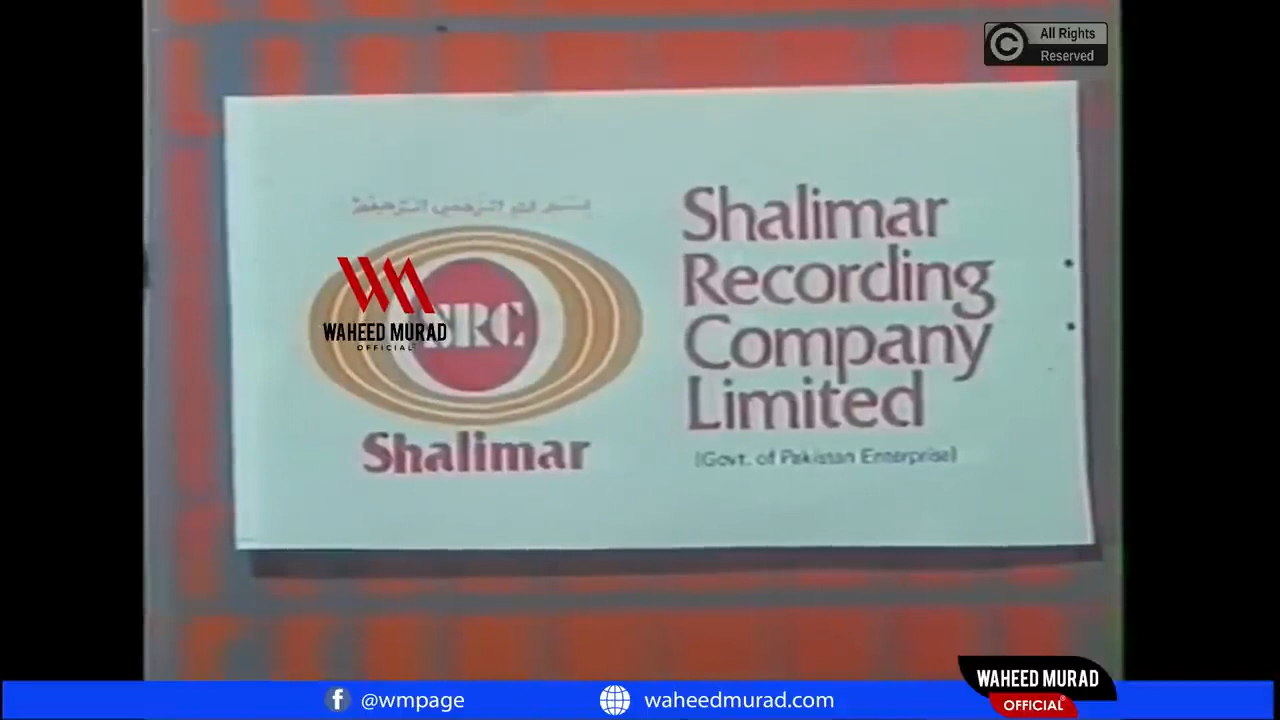 All Rights
Reserved
بسم الله الرحمن الرحيم
Shalimar
Recording
Company
Limited
(Govt. of Pakistan Enterprise)
SRC
Shalimar
WAHEED MURAD
OFFICIAL
@wmpage
waheedmurad.com
WAHEED MURAD
OFFICIAL